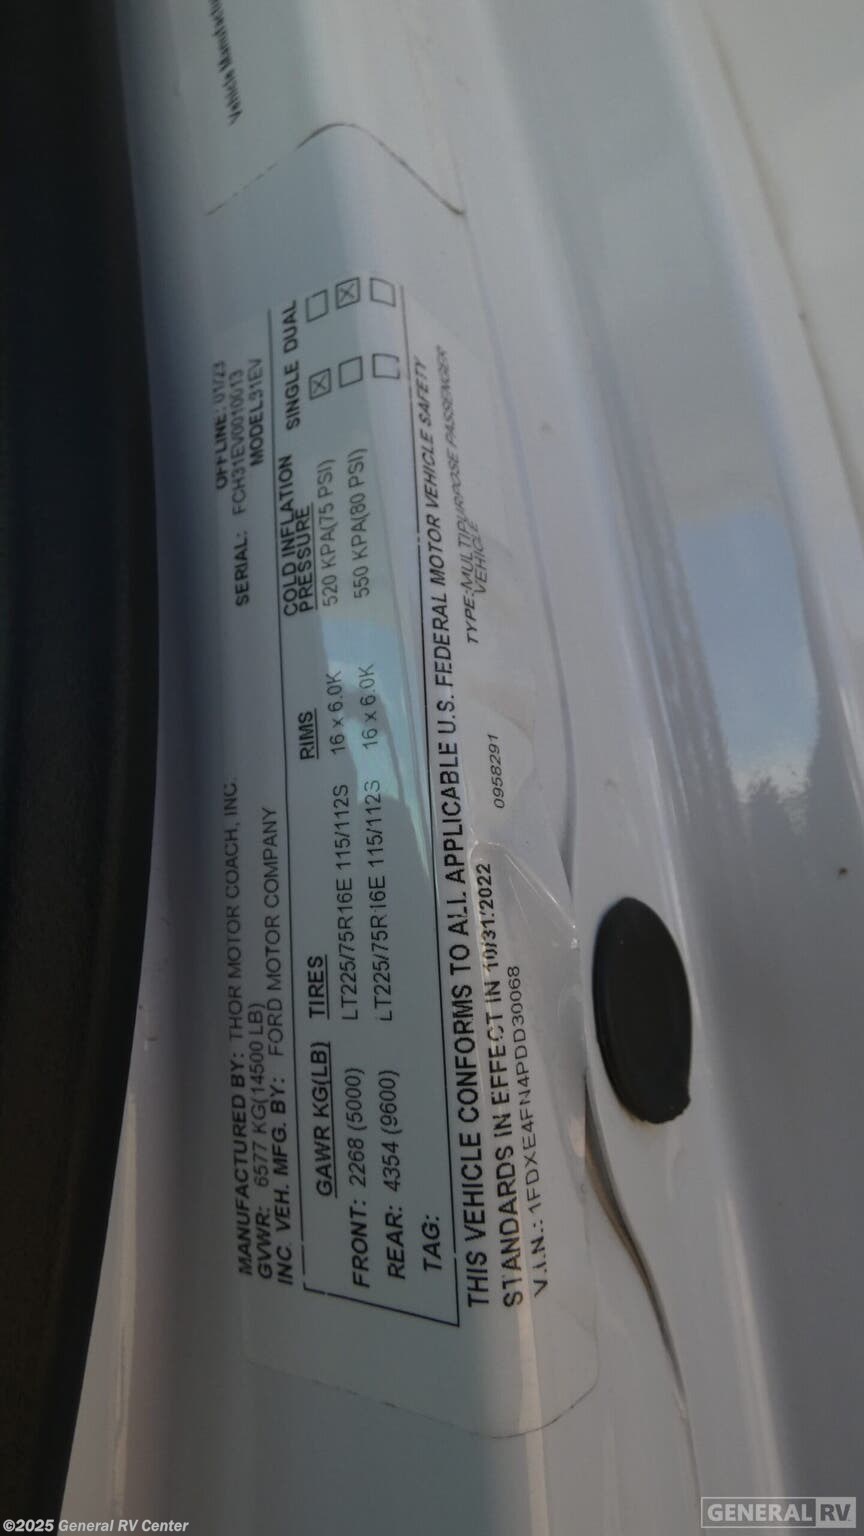 Vehicle
OFFLINE: 01/23
SERIAL: FCH31EV0010013
MODEL31EV
MANUFACTURED BY: THOR MOTOR COACH, INC.
GVWR: 6577 KG(14500 LB)
INC. VEH. MFG. BY: FORD MOTOR COMPANY
GAWR KG(LB) TIRES RIMS COLD INFLATION PRESSURE SINGLE DUAL
FRONT: 2268 (5000) LT225/75R16E 115/112S 16 x 6.0K 520 KPA(75 PSI) ☒ ☐
REAR: 4354 (9600) LT225/75R16E 115/112S 16 x 6.0K 550 KPA(80 PSI) ☐ ☒
TAG: ☐ ☐
THIS VEHICLE CONFORMS TO ALL APPLICABLE U.S. FEDERAL MOTOR VEHICLE SAFETY
STANDARDS IN EFFECT IN 10/31/2022
V.I.N.: 1FDXE4FN4PDD30068
0958291
TYPE:MULTIPURPOSE PASSENGER
VEHICLE
©2025 General RV Center
GENERAL RV